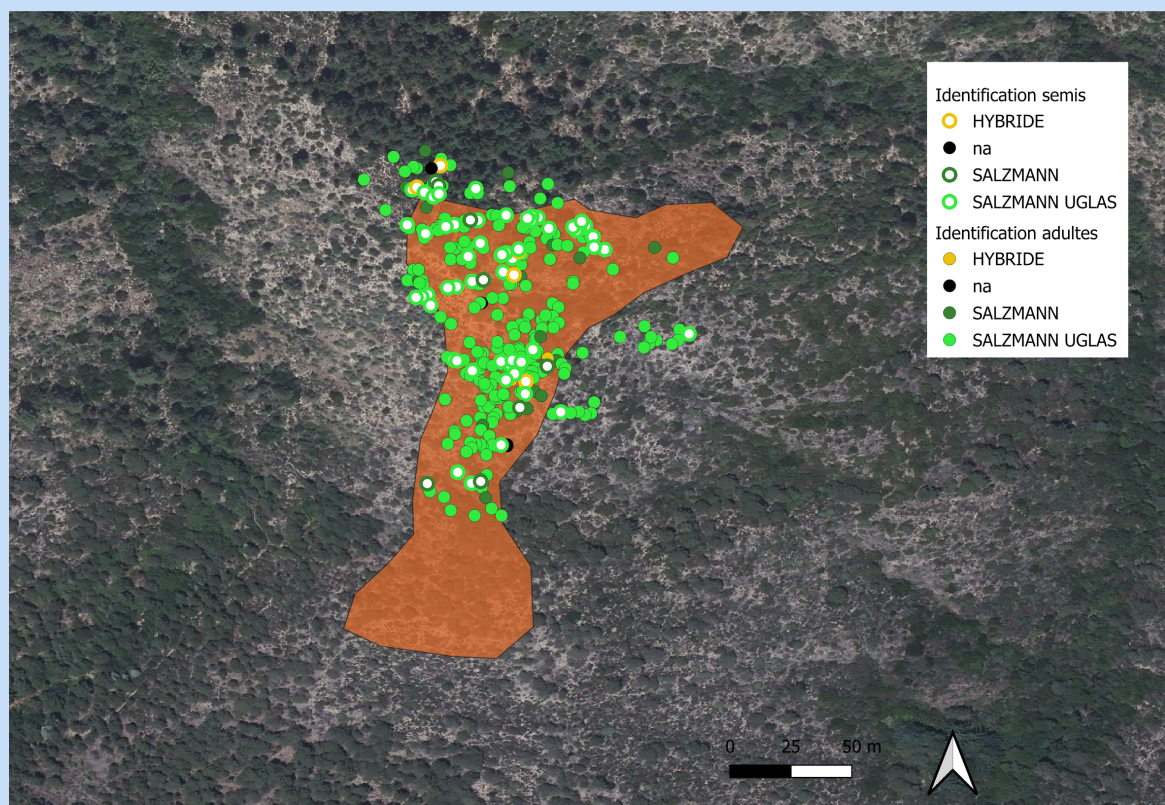 Identification semis
HYBRIDE
na
SALZMANN
SALZMANN UGLAS
Identification adultes
HYBRIDE
na
SALZMANN
SALZMANN UGLAS
0 25 50 m